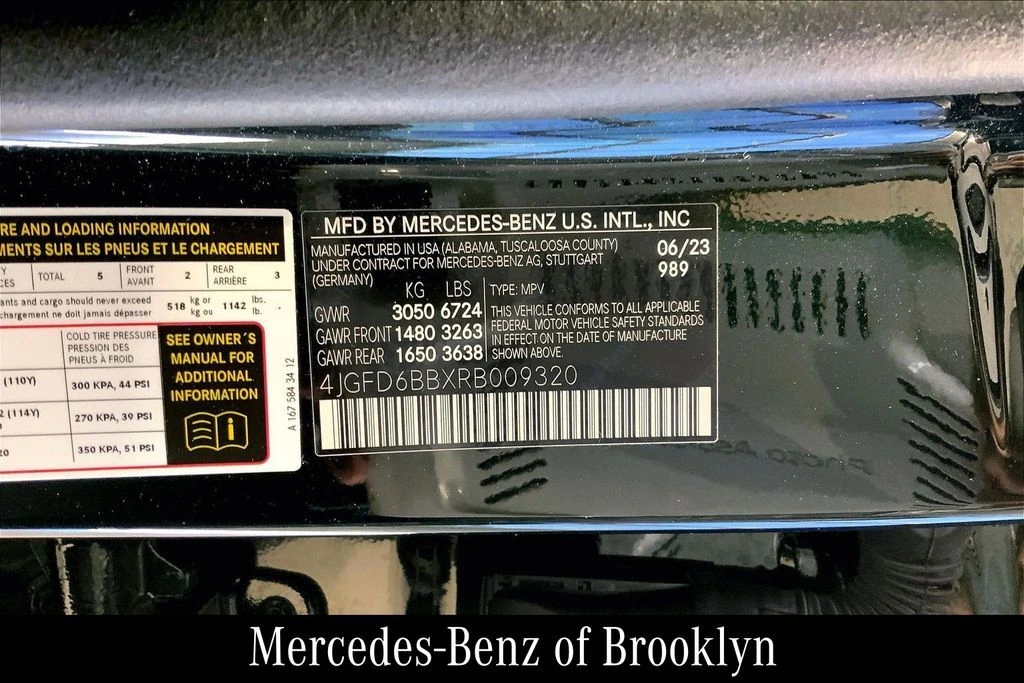 RE AND LOADING INFORMATION
MENTS SUR LES PNEUS ET LE CHARGEMENT
TOTAL 5 FRONT AVANT 2 REAR ARRIÈRE 3
ants and cargo should never exceed
chargement ne doit jamais dépasser
518 kg or kg ou 1142 lbs. lb.
COLD TIRE PRESSURE
PRESSION DES
PNEUS À FROID
(110Y) 300 KPA, 44 PSI
2 (114Y) 270 KPA, 39 PSI
20 350 KPA, 51 PSI
SEE OWNER´S
MANUAL FOR
ADDITIONAL
INFORMATION
A 167 584 34 12
MFD BY MERCEDES-BENZ U.S. INTL., INC
MANUFACTURED IN USA (ALABAMA, TUSCALOOSA COUNTY)
UNDER CONTRACT FOR MERCEDES-BENZ AG, STUTTGART
(GERMANY)
06/23
989
KG LBS
GVWR 3050 6724
GAWR FRONT 1480 3263
GAWR REAR 1650 3638
TYPE: MPV
THIS VEHICLE CONFORMS TO ALL APPLICABLE
FEDERAL MOTOR VEHICLE SAFETY STANDARDS
IN EFFECT ON THE DATE OF MANUFACTURE
SHOWN ABOVE.
4JGFD6BBXRB009320
Mercedes-Benz of Brooklyn